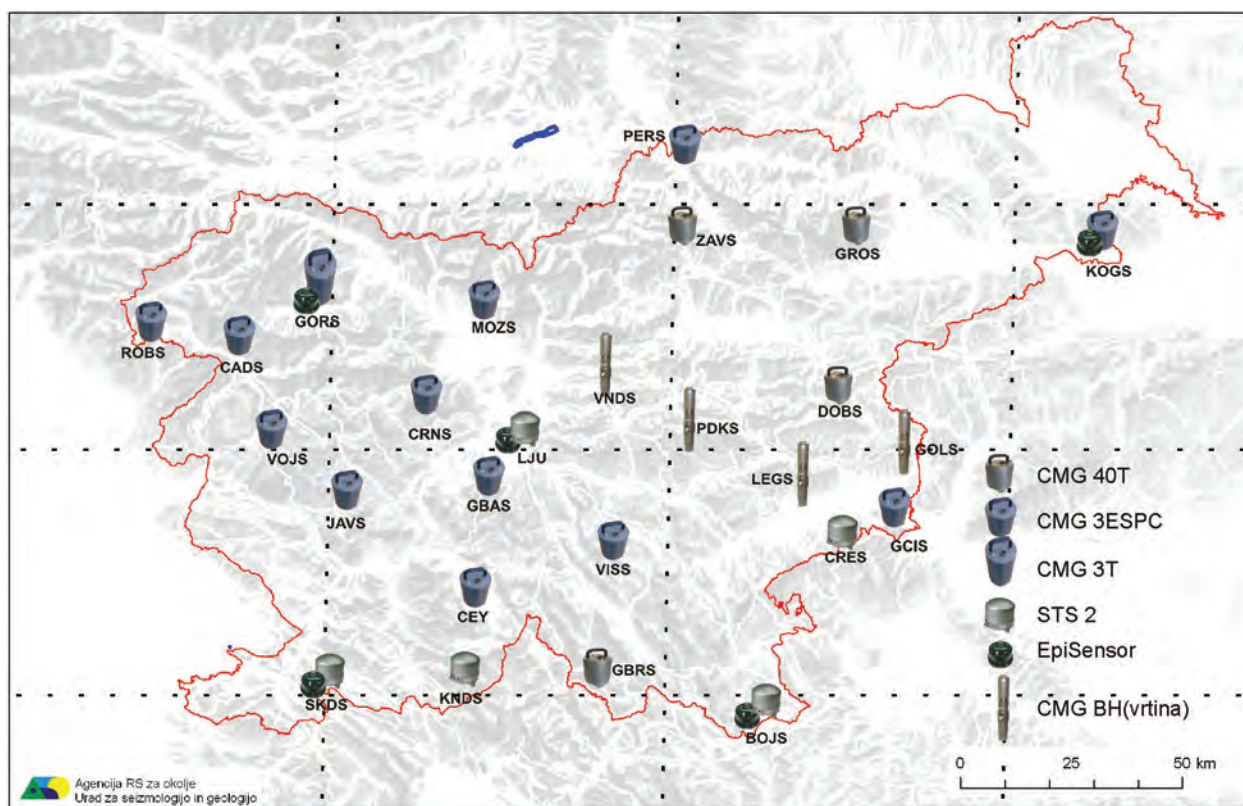 PERS
ZAVS
GROS
KOGS
GORS
MOZS
ROBS
CADS
VNDS
DOBS
CRNS
PDKS
VOJS
LJU
GOLS
LEGS
GBAS
JAVS
GCIS
CRES
VISS
CEY
GBRS
KNDS
SKDS
BOJS
CMG 40T
CMG 3ESPC
CMG 3T
STS 2
EpiSensor
CMG BH(vrtina)
0 25 50 km
Agencija RS za okolje
Urad za seizmologijo in geologijo